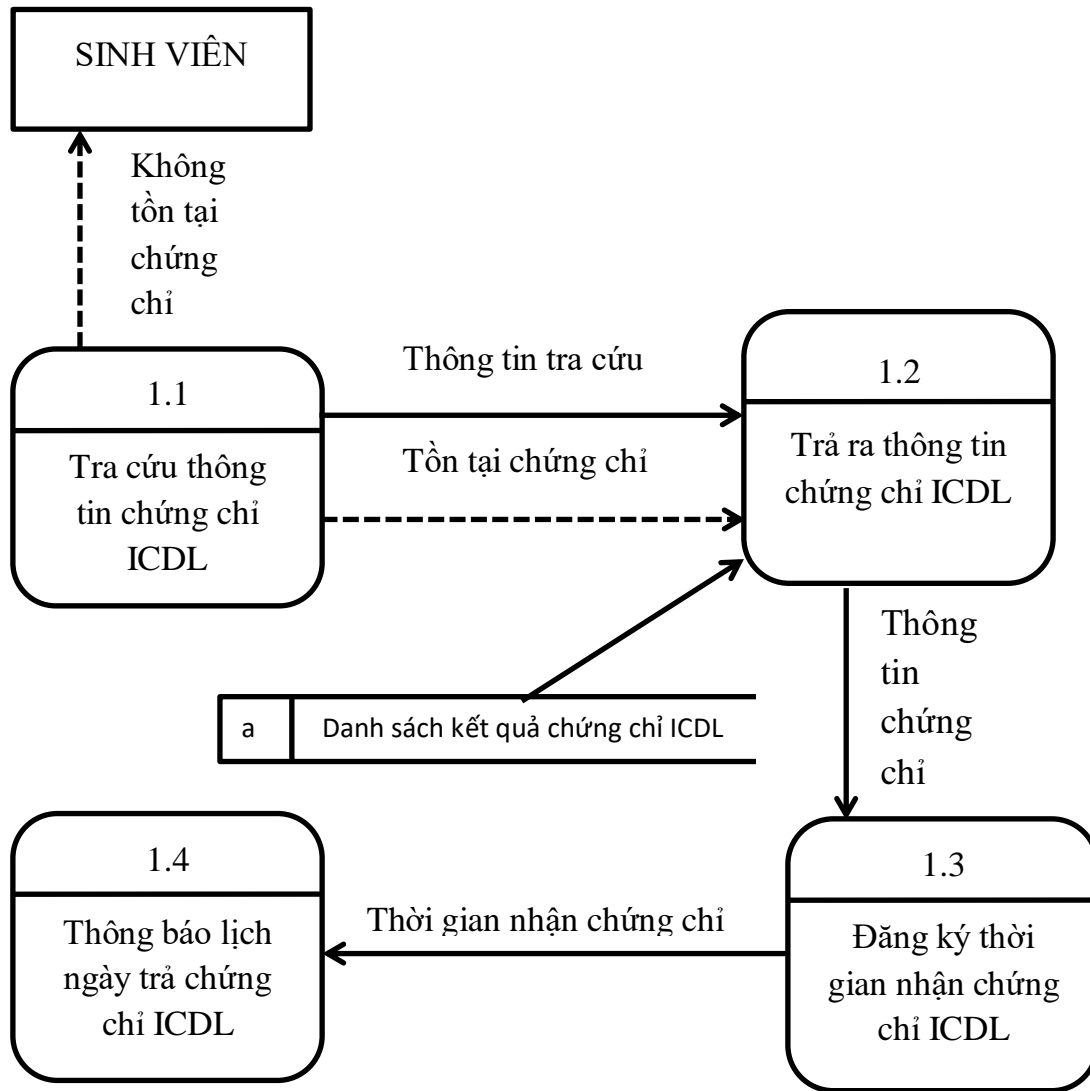 SINH VIÊN
Không
tồn tại
chứng
chỉ
1.1
Tra cứu thông
tin chứng chỉ
ICDL
Thông tin tra cứu
Tồn tại chứng chỉ
1.2
Trả ra thông tin
chứng chỉ ICDL
Thông
tin
chứng
chỉ
a
Danh sách kết quả chứng chỉ ICDL
1.4
Thông báo lịch
ngày trả chứng
chỉ ICDL
Thời gian nhận chứng chỉ
1.3
Đăng ký thời
gian nhận chứng
chỉ ICDL